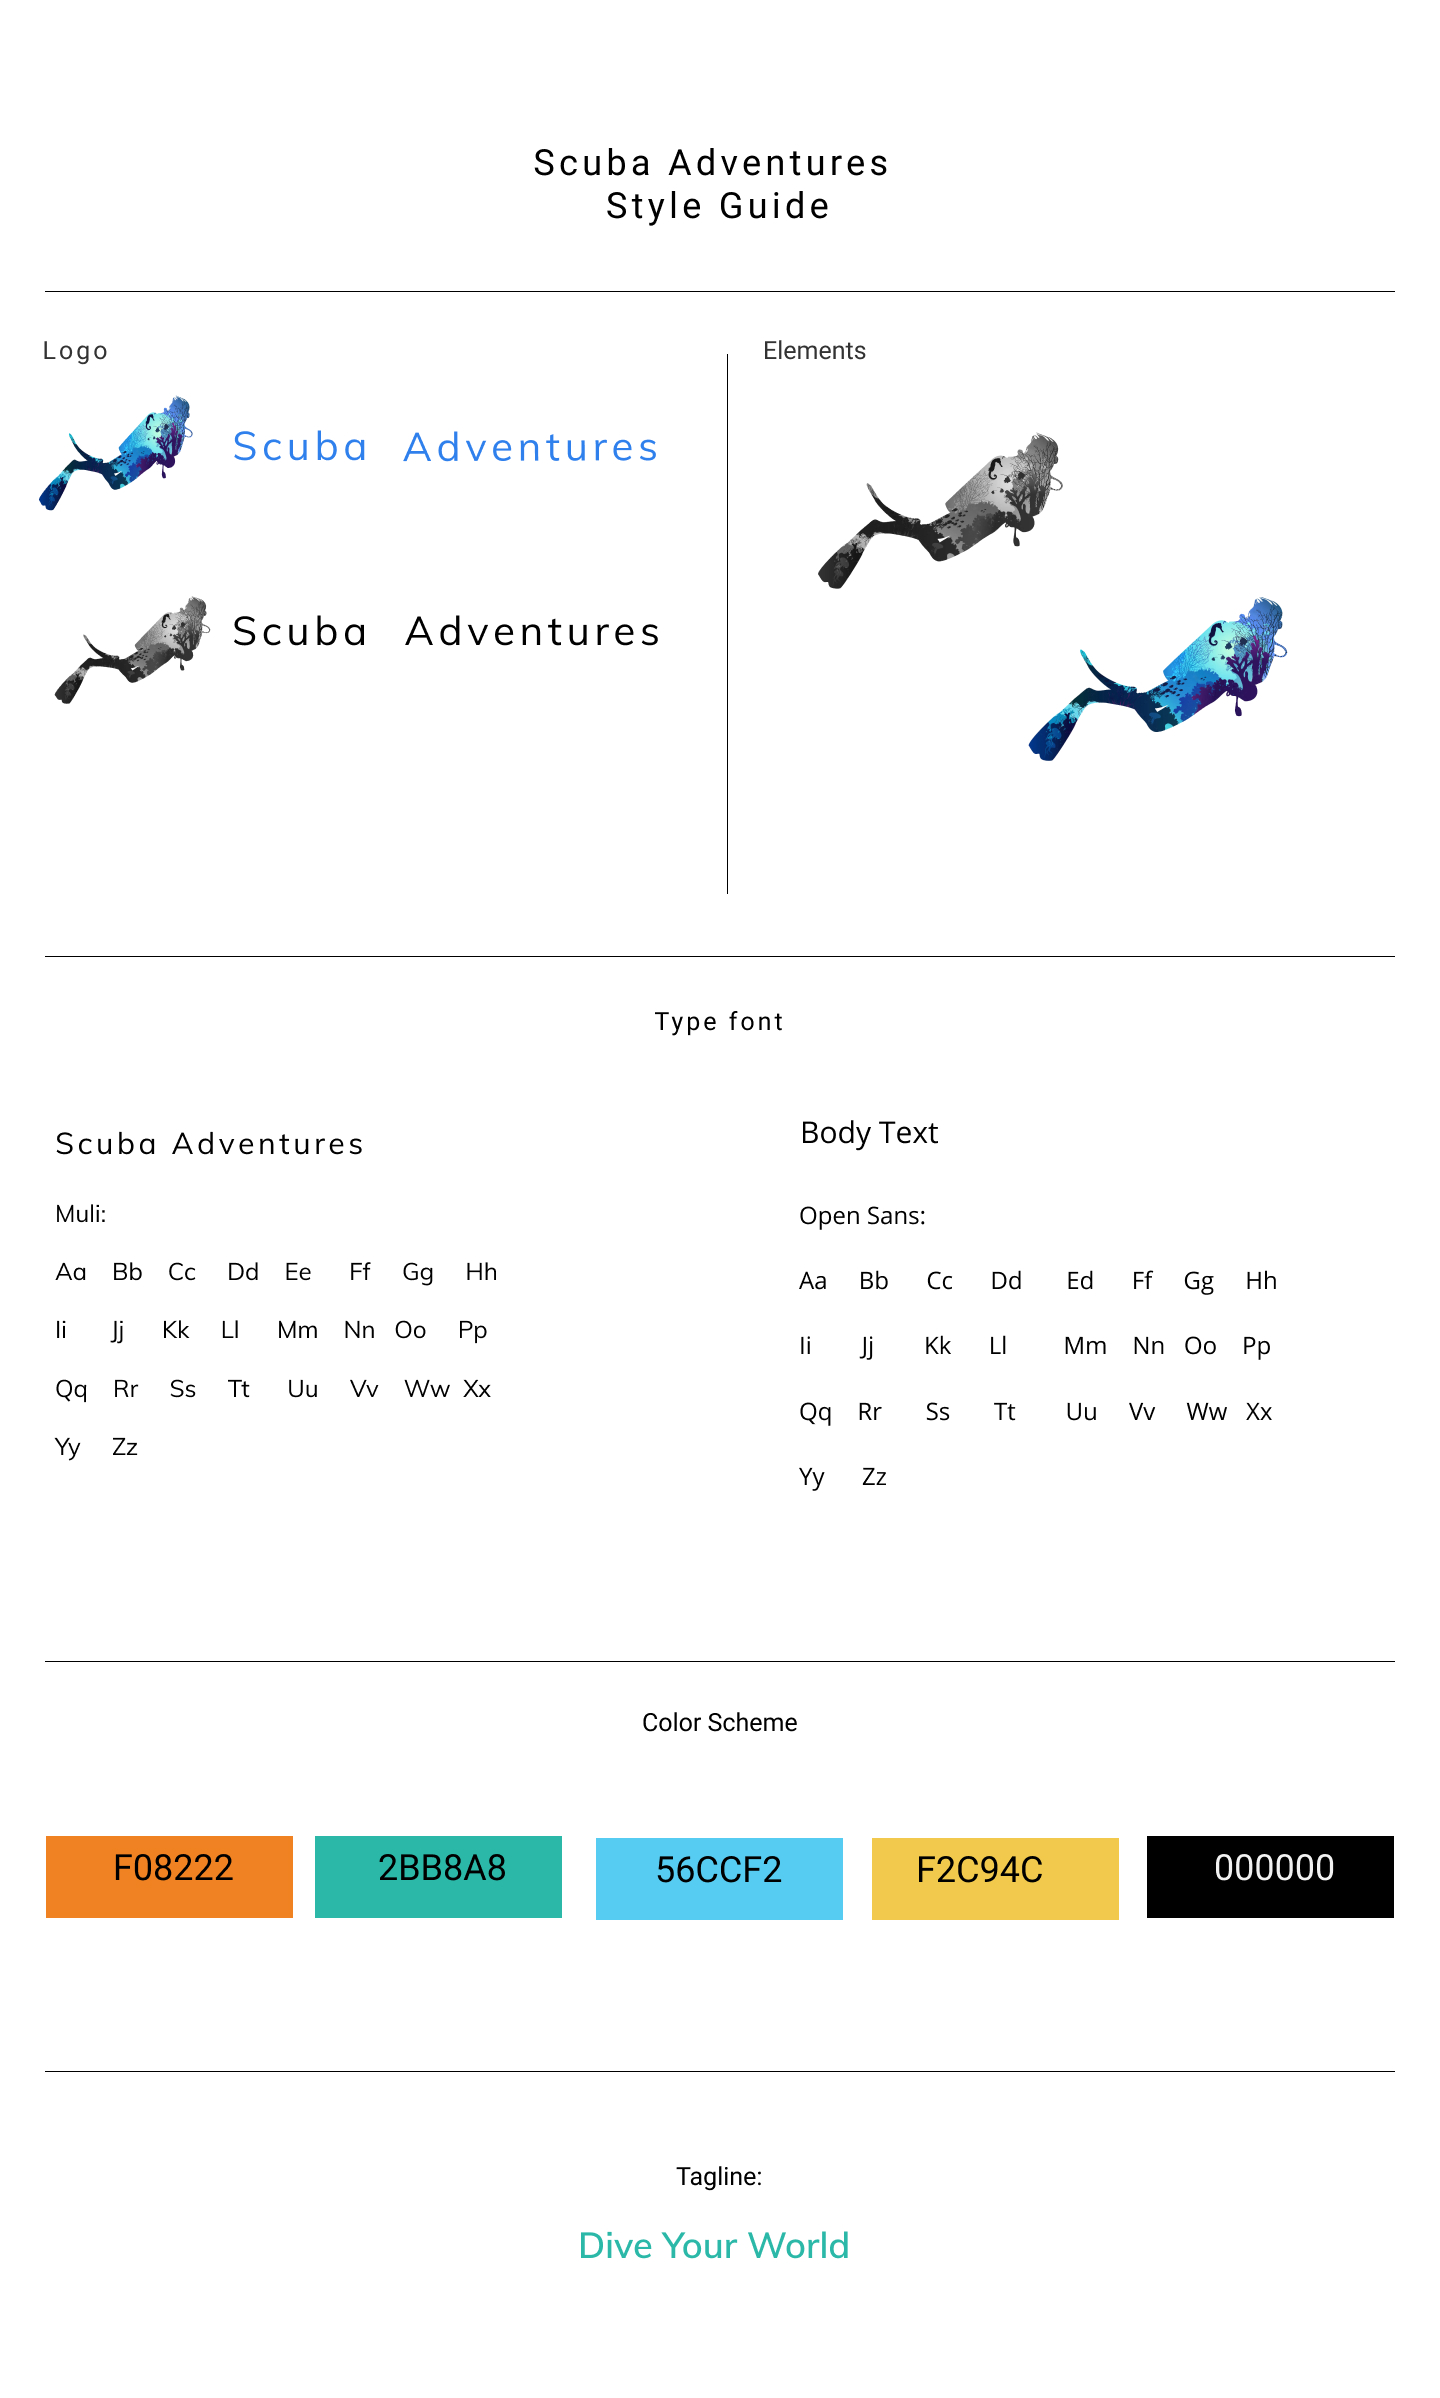 Scuba Adventures
Style Guide
Logo
Scuba Adventures
Scuba Adventures
Elements
Type font
Scuba Adventures
Muli:
Aa Bb Cc Dd Ee Ff Gg Hh
Ii Jj Kk Ll Mm Nn Oo Pp
Qq Rr Ss Tt Uu Vv Ww Xx
Yy Zz
Body Text
Open Sans:
Aa Bb Cc Dd Ed Ff Gg Hh
Ii Jj Kk Ll Mm Nn Oo Pp
Qq Rr Ss Tt Uu Vv Ww Xx
Yy Zz
Color Scheme
F08222 2BB8A8 56CCF2 F2C94C 000000
Tagline:
Dive Your World